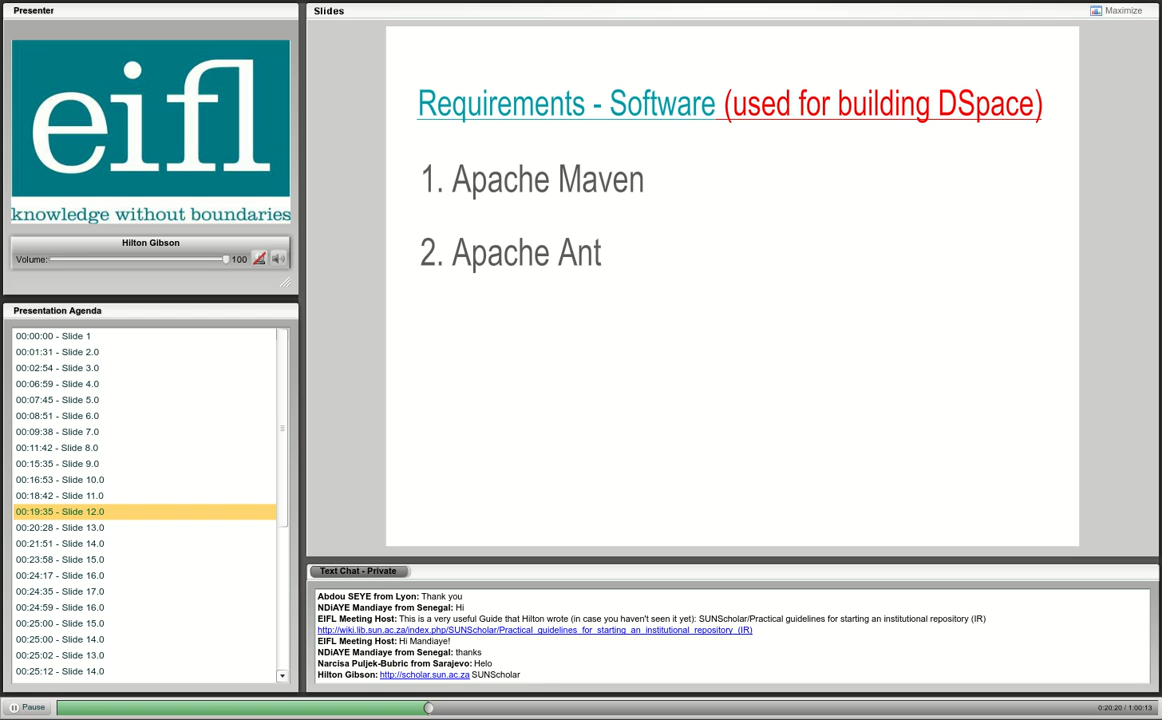 Presenter
eifl
knowledge without boundaries
Hilton Gibson
Volume: 100
Presentation Agenda
00:00:00 - Slide 1
00:01:31 - Slide 2.0
00:02:54 - Slide 3.0
00:06:59 - Slide 4.0
00:07:45 - Slide 5.0
00:08:51 - Slide 6.0
00:09:38 - Slide 7.0
00:11:42 - Slide 8.0
00:15:35 - Slide 9.0
00:16:53 - Slide 10.0
00:18:42 - Slide 11.0
00:19:35 - Slide 12.0
00:20:28 - Slide 13.0
00:21:51 - Slide 14.0
00:23:58 - Slide 15.0
00:24:17 - Slide 16.0
00:24:35 - Slide 17.0
00:24:59 - Slide 16.0
00:25:00 - Slide 15.0
00:25:00 - Slide 14.0
00:25:02 - Slide 13.0
00:25:12 - Slide 14.0
Slides
Maximize
Requirements - Software (used for building DSpace)
1. Apache Maven
2. Apache Ant
Text Chat - Private
Abdou SEYE from Lyon: Thank you
NDiAYE Mandiaye from Senegal: Hi
EIFL Meeting Host: This is a very useful Guide that Hilton wrote (in case you haven't seen it yet): SUNScholar/Practical guidelines for starting an institutional repository (IR)
http://wiki.lib.sun.ac.za/index.php/SUNScholar/Practical_guidelines_for_starting_an_institutional_repository_(IR)
EIFL Meeting Host: Hi Mandiaye!
NDiAYE Mandiaye from Senegal: thanks
Narcisa Puljek-Bubric from Sarajevo: Helo
Hilton Gibson: http://scholar.sun.ac.za SUNScholar
Pause
0:20:20 / 1:00:13